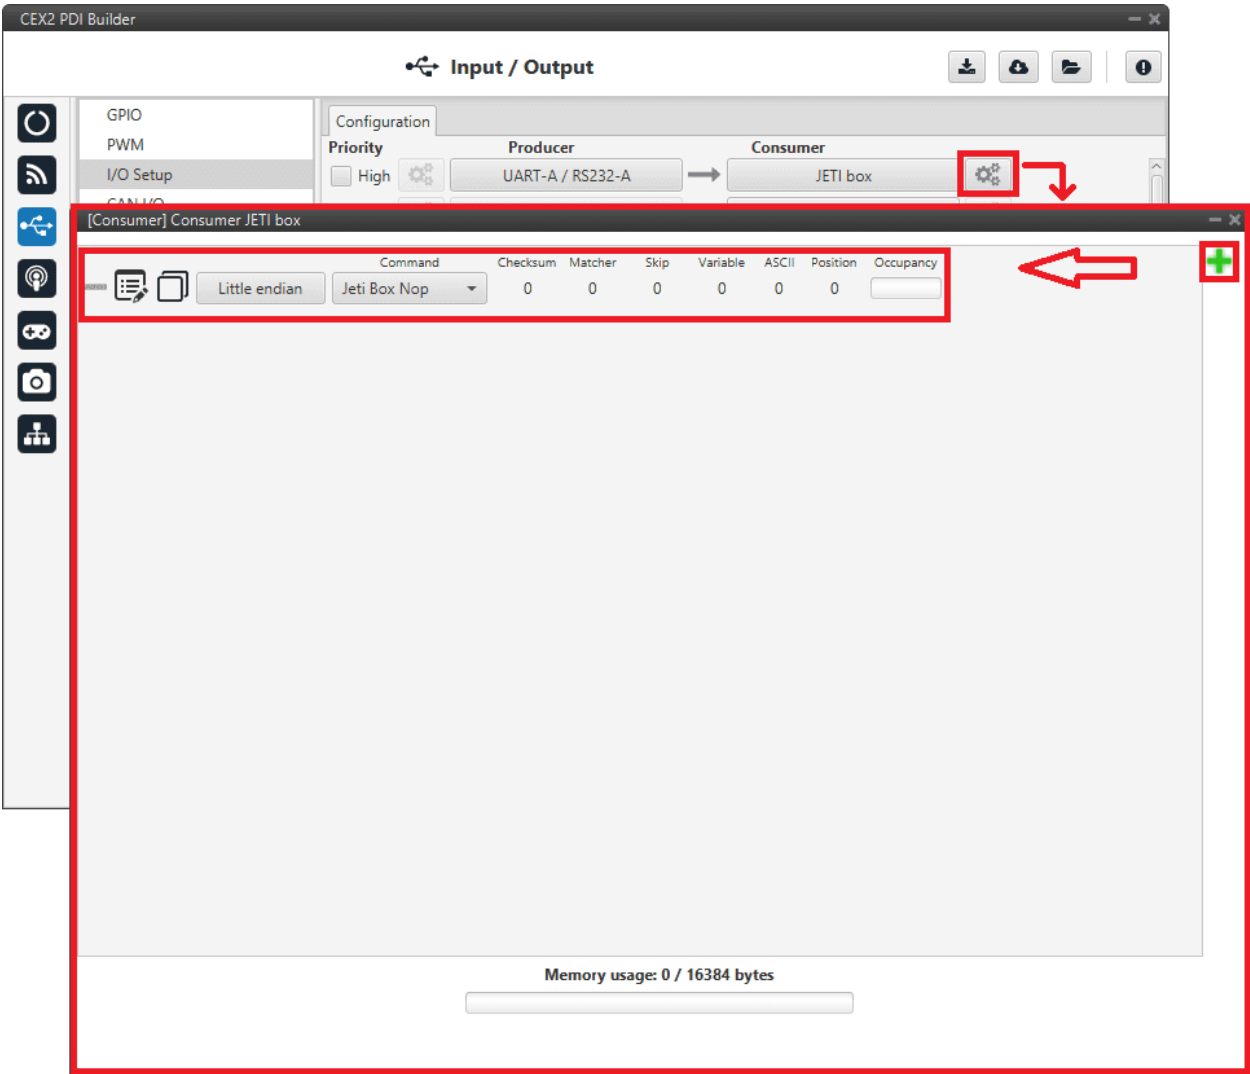 CEX2 PDI Builder
Input / Output
GPIO
PWM
I/O Setup
CAN I/O
Configuration
Priority Producer Consumer
High UART-A / RS232-A JETI box
[Consumer] Consumer JETI box
Command Checksum Matcher Skip Variable ASCII Position Occupancy
Little endian Jeti Box Nop 0 0 0 0 0 0
Memory usage: 0 / 16384 bytes